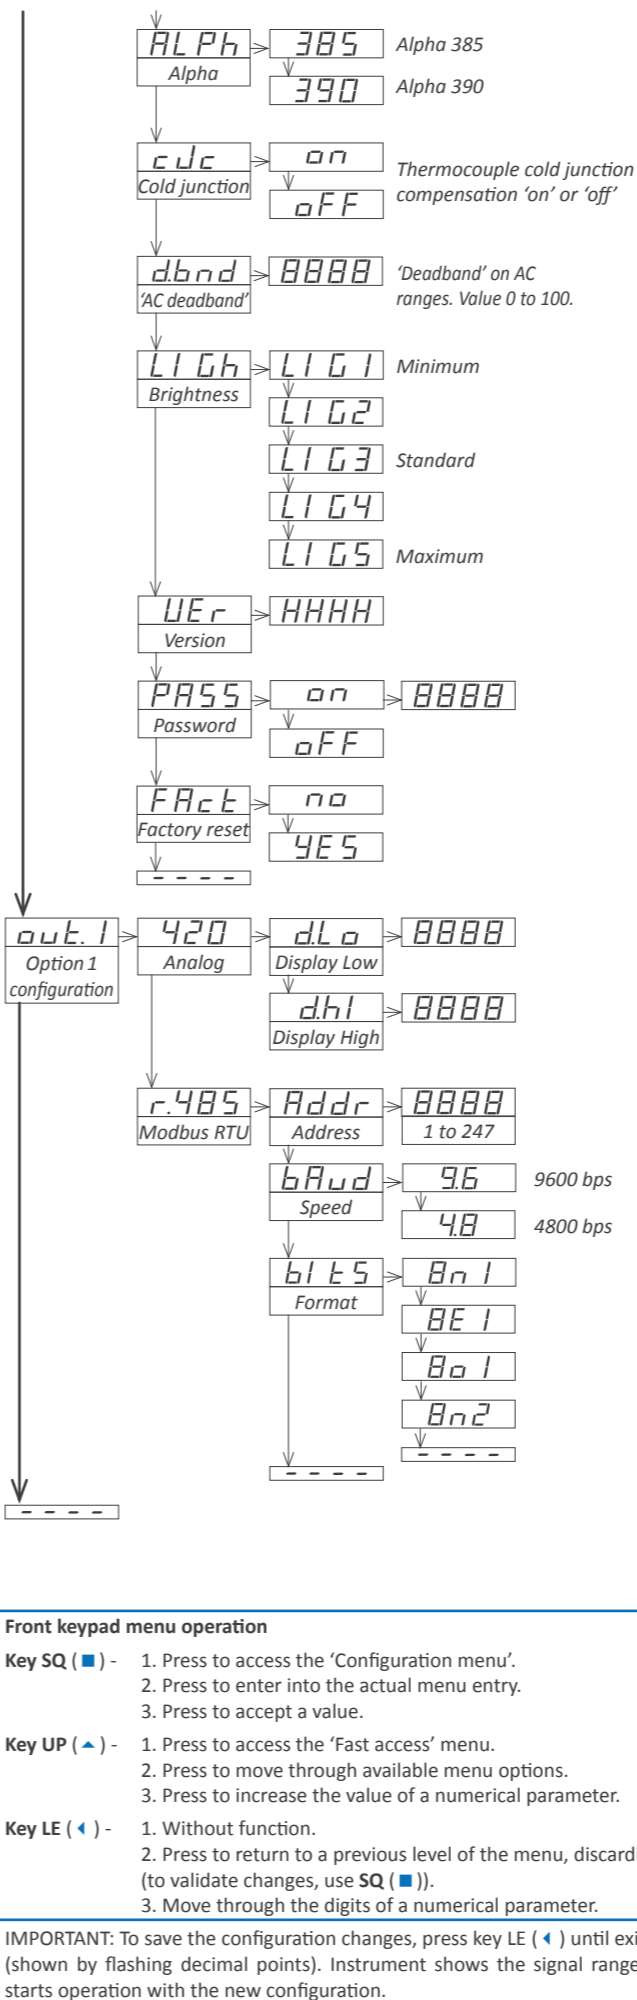 ALPh 385 Alpha 385
Alpha
390 Alpha 390
cJc on
Cold junction
Thermocouple cold junction
compensation ‘on’ or ‘off’
oFF
d.bnd 8888 ‘Deadband’ on AC
‘AC deadband’ ranges. Value 0 to 100.
LIGh LIG1 Minimum
Brightness
LIG2
LIG3 Standard
LIG4
LIG5 Maximum
VEr HHHH
Version
PASS on 8888
Password
oFF
FAct no
Factory reset
YES
- - - -
out.1 420 d.Lo 8888
Option 1 Analog Display Low
configuration
d.hI 8888
Display High
r.485 Addr 8888
Modbus RTU Address 1 to 247
bAud 9.6 9600 bps
Speed
4.8 4800 bps
bItS 8n1
Format
8E1
8o1
8n2
- - - -
- - - -
- - - -
Front keypad menu operation
Key SQ ( ■ ) - 1. Press to access the ‘Configuration menu’.
2. Press to enter into the actual menu entry.
3. Press to accept a value.
Key UP ( ▲ ) - 1. Press to access the ‘Fast access’ menu.
2. Press to move through available menu options.
3. Press to increase the value of a numerical parameter.
Key LE ( ◀ ) - 1. Without function.
2. Press to return to a previous level of the menu, discardi
(to validate changes, use SQ ( ■ )).
3. Move through the digits of a numerical parameter.
IMPORTANT: To save the configuration changes, press key LE ( ◀ ) until exi
(shown by flashing decimal points). Instrument shows the signal range
starts operation with the new configuration.